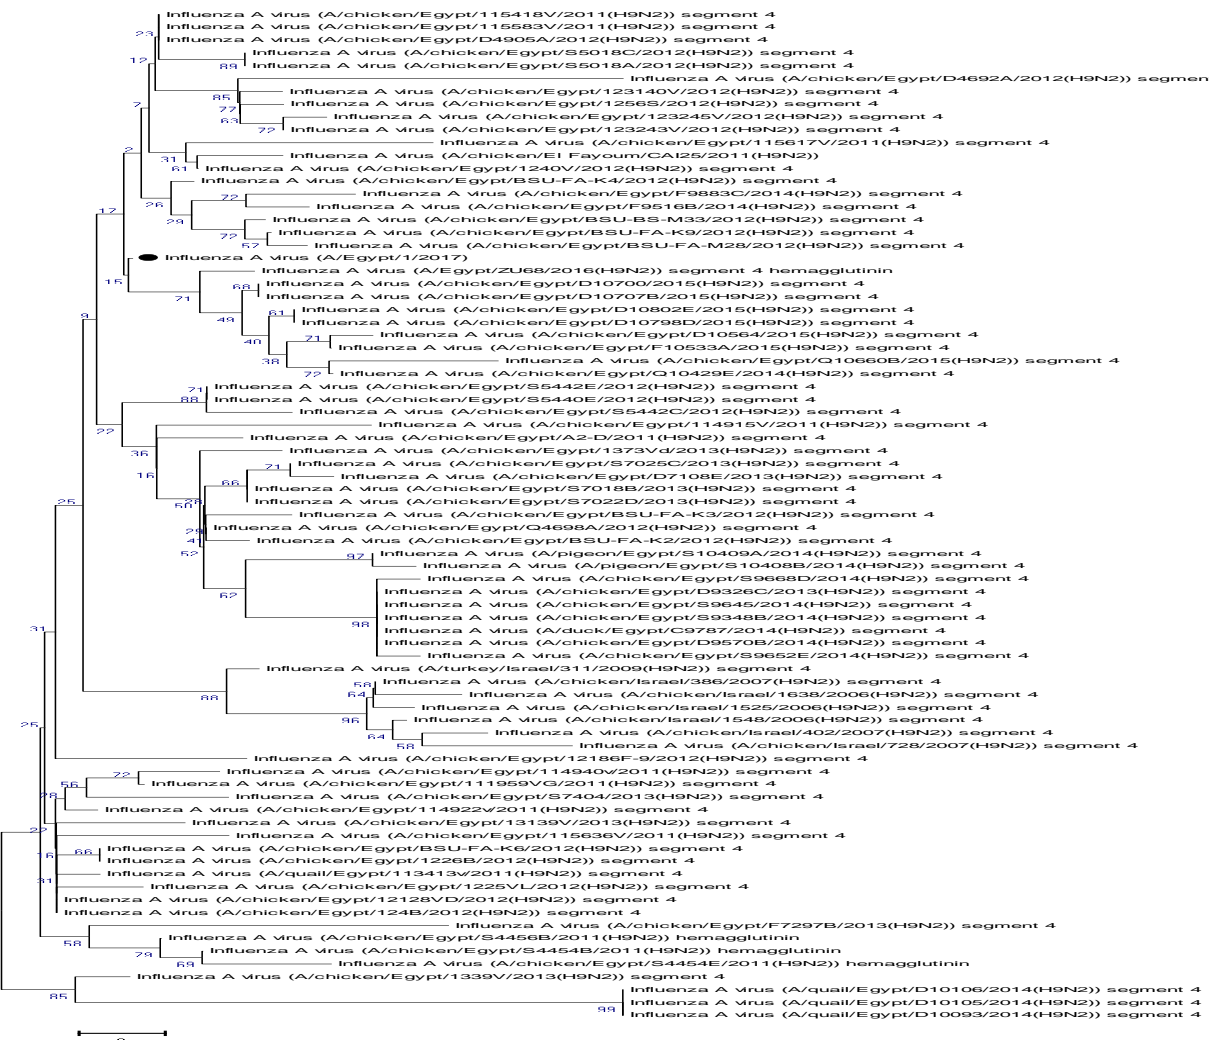 Influenza A virus (A/chicken/Egypt/115418V/2011(H9N2)) segment 4
Influenza A virus (A/chicken/Egypt/115583V/2011(H9N2)) segment 4
Influenza A virus (A/chicken/Egypt/D4905A/2012(H9N2)) segment 4
Influenza A virus (A/chicken/Egypt/S5018C/2012(H9N2)) segment 4
Influenza A virus (A/chicken/Egypt/S5018A/2012(H9N2)) segment 4
Influenza A virus (A/chicken/Egypt/D4692A/2012(H9N2)) segmen
Influenza A virus (A/chicken/Egypt/123140V/2012(H9N2)) segment 4
Influenza A virus (A/chicken/Egypt/1256S/2012(H9N2)) segment 4
Influenza A virus (A/chicken/Egypt/123245V/2012(H9N2)) segment 4
Influenza A virus (A/chicken/Egypt/123243V/2012(H9N2)) segment 4
Influenza A virus (A/chicken/Egypt/115617V/2011(H9N2)) segment 4
Influenza A virus (A/chicken/El Fayoum/CAI25/2011(H9N2))
Influenza A virus (A/chicken/Egypt/1240V/2012(H9N2)) segment 4
Influenza A virus (A/chicken/Egypt/BSU-FA-K4/2012(H9N2)) segment 4
Influenza A virus (A/chicken/Egypt/F9883C/2014(H9N2)) segment 4
Influenza A virus (A/chicken/Egypt/F9516B/2014(H9N2)) segment 4
Influenza A virus (A/chicken/Egypt/BSU-BS-M33/2012(H9N2)) segment 4
Influenza A virus (A/chicken/Egypt/BSU-FA-K9/2012(H9N2)) segment 4
Influenza A virus (A/chicken/Egypt/BSU-FA-M28/2012(H9N2)) segment 4
Influenza A virus (A/Egypt/1/2017)
Influenza A virus (A/Egypt/ZU68/2016(H9N2)) segment 4 hemagglutinin
Influenza A virus (A/chicken/Egypt/D10700/2015(H9N2)) segment 4
Influenza A virus (A/chicken/Egypt/D10707B/2015(H9N2)) segment 4
Influenza A virus (A/chicken/Egypt/D10802E/2015(H9N2)) segment 4
Influenza A virus (A/chicken/Egypt/D10798D/2015(H9N2)) segment 4
Influenza A virus (A/chicken/Egypt/D10564/2015(H9N2)) segment 4
Influenza A virus (A/chicken/Egypt/F10533A/2015(H9N2)) segment 4
Influenza A virus (A/chicken/Egypt/Q10660B/2015(H9N2)) segment 4
Influenza A virus (A/chicken/Egypt/Q10429E/2014(H9N2)) segment 4
Influenza A virus (A/chicken/Egypt/S5442E/2012(H9N2)) segment 4
Influenza A virus (A/chicken/Egypt/S5440E/2012(H9N2)) segment 4
Influenza A virus (A/chicken/Egypt/S5442C/2012(H9N2)) segment 4
Influenza A virus (A/chicken/Egypt/114915V/2011(H9N2)) segment 4
Influenza A virus (A/chicken/Egypt/A2-D/2011(H9N2)) segment 4
Influenza A virus (A/chicken/Egypt/1373Vd/2013(H9N2)) segment 4
Influenza A virus (A/chicken/Egypt/S7025C/2013(H9N2)) segment 4
Influenza A virus (A/chicken/Egypt/D7108E/2013(H9N2)) segment 4
Influenza A virus (A/chicken/Egypt/S7018B/2013(H9N2)) segment 4
Influenza A virus (A/chicken/Egypt/S7022D/2013(H9N2)) segment 4
Influenza A virus (A/chicken/Egypt/BSU-FA-K3/2012(H9N2)) segment 4
Influenza A virus (A/chicken/Egypt/Q4698A/2012(H9N2)) segment 4
Influenza A virus (A/chicken/Egypt/BSU-FA-K2/2012(H9N2)) segment 4
Influenza A virus (A/pigeon/Egypt/S10409A/2014(H9N2)) segment 4
Influenza A virus (A/pigeon/Egypt/S10408B/2014(H9N2)) segment 4
Influenza A virus (A/chicken/Egypt/S9668D/2014(H9N2)) segment 4
Influenza A virus (A/chicken/Egypt/D9326C/2013(H9N2)) segment 4
Influenza A virus (A/chicken/Egypt/S9645/2014(H9N2)) segment 4
Influenza A virus (A/chicken/Egypt/S9348B/2014(H9N2)) segment 4
Influenza A virus (A/duck/Egypt/C9787/2014(H9N2)) segment 4
Influenza A virus (A/chicken/Egypt/D9570B/2014(H9N2)) segment 4
Influenza A virus (A/chicken/Egypt/S9652E/2014(H9N2)) segment 4
Influenza A virus (A/turkey/Israel/311/2009(H9N2)) segment 4
Influenza A virus (A/chicken/Israel/386/2007(H9N2)) segment 4
Influenza A virus (A/chicken/Israel/1638/2006(H9N2)) segment 4
Influenza A virus (A/chicken/Israel/1525/2006(H9N2)) segment 4
Influenza A virus (A/chicken/Israel/1548/2006(H9N2)) segment 4
Influenza A virus (A/chicken/Israel/402/2007(H9N2)) segment 4
Influenza A virus (A/chicken/Israel/728/2007(H9N2)) segment 4
Influenza A virus (A/chicken/Egypt/12186F-9/2012(H9N2)) segment 4
Influenza A virus (A/chicken/Egypt/114940v/2011(H9N2)) segment 4
Influenza A virus (A/chicken/Egypt/111959VG/2011(H9N2)) segment 4
Influenza A virus (A/chicken/Egypt/S7404/2013(H9N2)) segment 4
Influenza A virus (A/chicken/Egypt/114922v/2011(H9N2)) segment 4
Influenza A virus (A/chicken/Egypt/13139V/2013(H9N2)) segment 4
Influenza A virus (A/chicken/Egypt/115636V/2011(H9N2)) segment 4
Influenza A virus (A/chicken/Egypt/BSU-FA-K6/2012(H9N2)) segment 4
Influenza A virus (A/chicken/Egypt/1226B/2012(H9N2)) segment 4
Influenza A virus (A/quail/Egypt/113413v/2011(H9N2)) segment 4
Influenza A virus (A/chicken/Egypt/1225VL/2012(H9N2)) segment 4
Influenza A virus (A/chicken/Egypt/12128VD/2012(H9N2)) segment 4
Influenza A virus (A/chicken/Egypt/124B/2012(H9N2)) segment 4
Influenza A virus (A/chicken/Egypt/F7297B/2013(H9N2)) segment 4
Influenza A virus (A/chicken/Egypt/S4456B/2011(H9N2)) hemagglutinin
Influenza A virus (A/chicken/Egypt/S4454B/2011(H9N2)) hemagglutinin
Influenza A virus (A/chicken/Egypt/S4454E/2011(H9N2)) hemagglutinin
Influenza A virus (A/chicken/Egypt/1339V/2013(H9N2)) segment 4
Influenza A virus (A/quail/Egypt/D10106/2014(H9N2)) segment 4
Influenza A virus (A/quail/Egypt/D10105/2014(H9N2)) segment 4
Influenza A virus (A/quail/Egypt/D10093/2014(H9N2)) segment 4